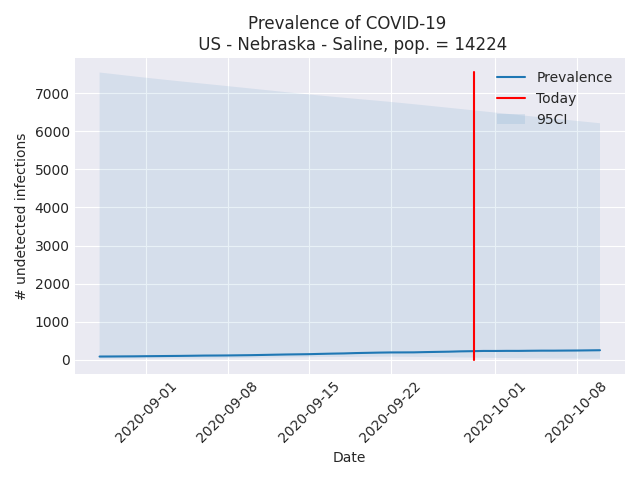 Prevalence of COVID-19
US - Nebraska - Saline, pop. = 14224
Prevalence
Today
95CI
7000
6000
5000
4000
3000
2000
1000
0
# undetected infections
2020-09-01
2020-09-08
2020-09-15
2020-09-22
2020-10-01
2020-10-08
Date